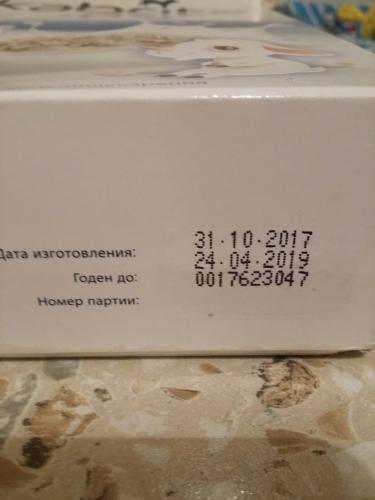 Дата изготовления: 31·10·2017
Годен до: 24·04·2019
Номер партии: 0017623047